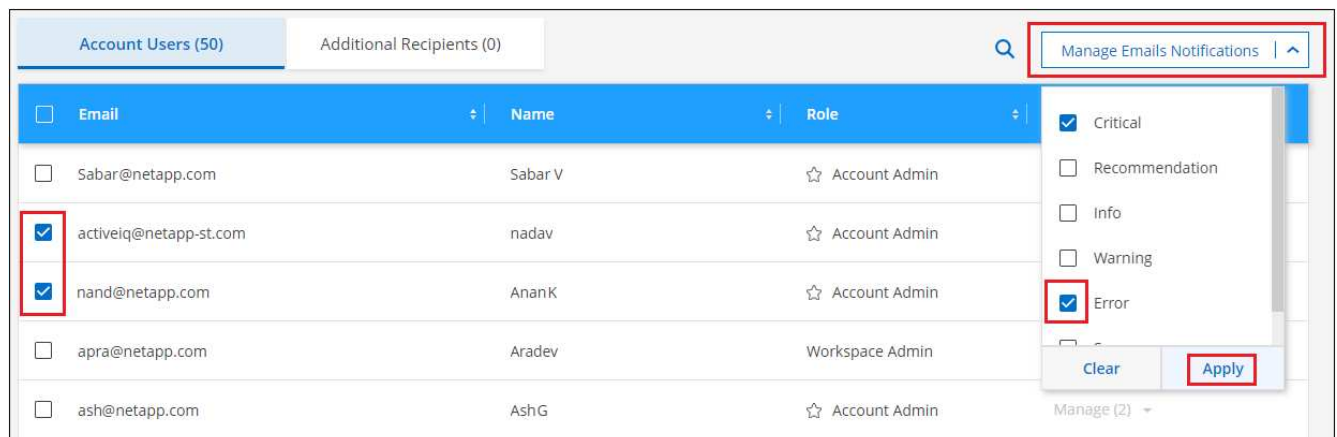 Account Users (50) Additional Recipients (0) Manage Emails Notifications
Email Name Role
Critical
Sabar@netapp.com Sabar V Account Admin Recommendation
Info
activeiq@netapp-st.com nadav Account Admin
Warning
nand@netapp.com AnanK Account Admin Error
apra@netapp.com Aradev Workspace Admin
Clear Apply
ash@netapp.com AshG Account Admin Manage (2)